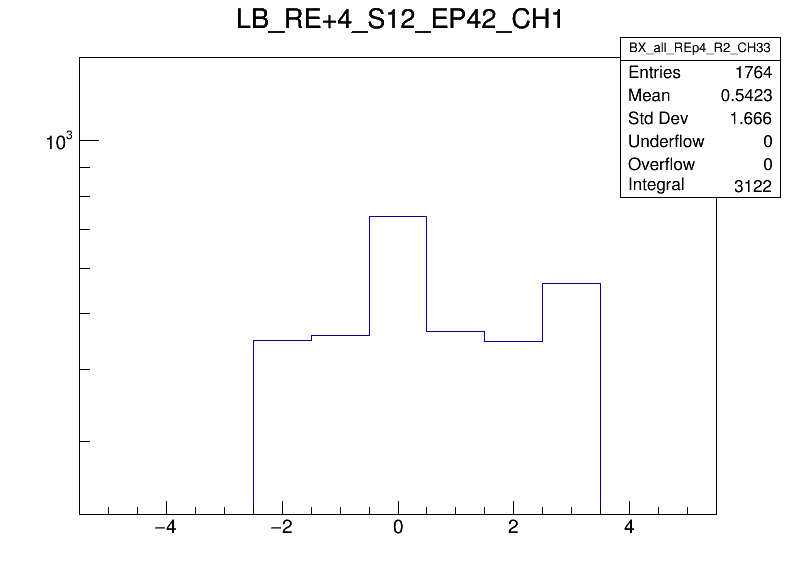 LB_RE+4_S12_EP42_CH1
BX_all_REp4_R2_CH33
Entries 1764
Mean 0.5423
Std Dev 1.666
Underflow 0
Overflow 0
Integral 3122
10³
−4 −2 0 2 4